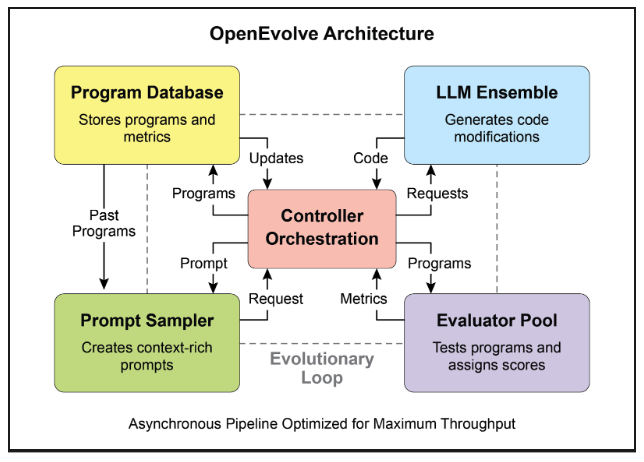 OpenEvolve Architecture
Program Database
Stores programs and
metrics
LLM Ensemble
Generates code
modifications
Updates
Code
Programs
Requests
Past
Programs
Controller
Orchestration
Prompt
Programs
Request
Metrics
Prompt Sampler
Creates context-rich
prompts
Evolutionary
Loop
Evaluator Pool
Tests programs and
assigns scores
Asynchronous Pipeline Optimized for Maximum Throughput